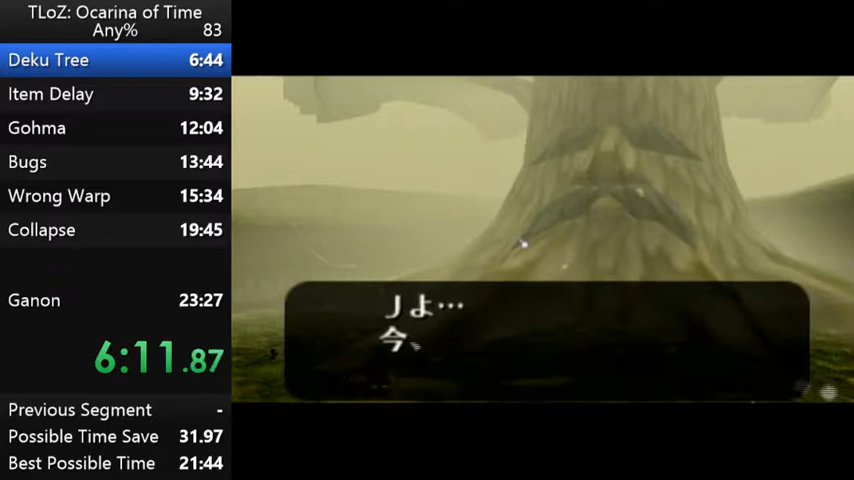 TLoZ: Ocarina of Time
Any% 83
Deku Tree 6:44
Item Delay 9:32
Gohma 12:04
Bugs 13:44
Wrong Warp 15:34
Collapse 19:45
Ganon 23:27
6:11.87
Previous Segment -
Possible Time Save 31.97
Best Possible Time 21:44
Jよ…
今